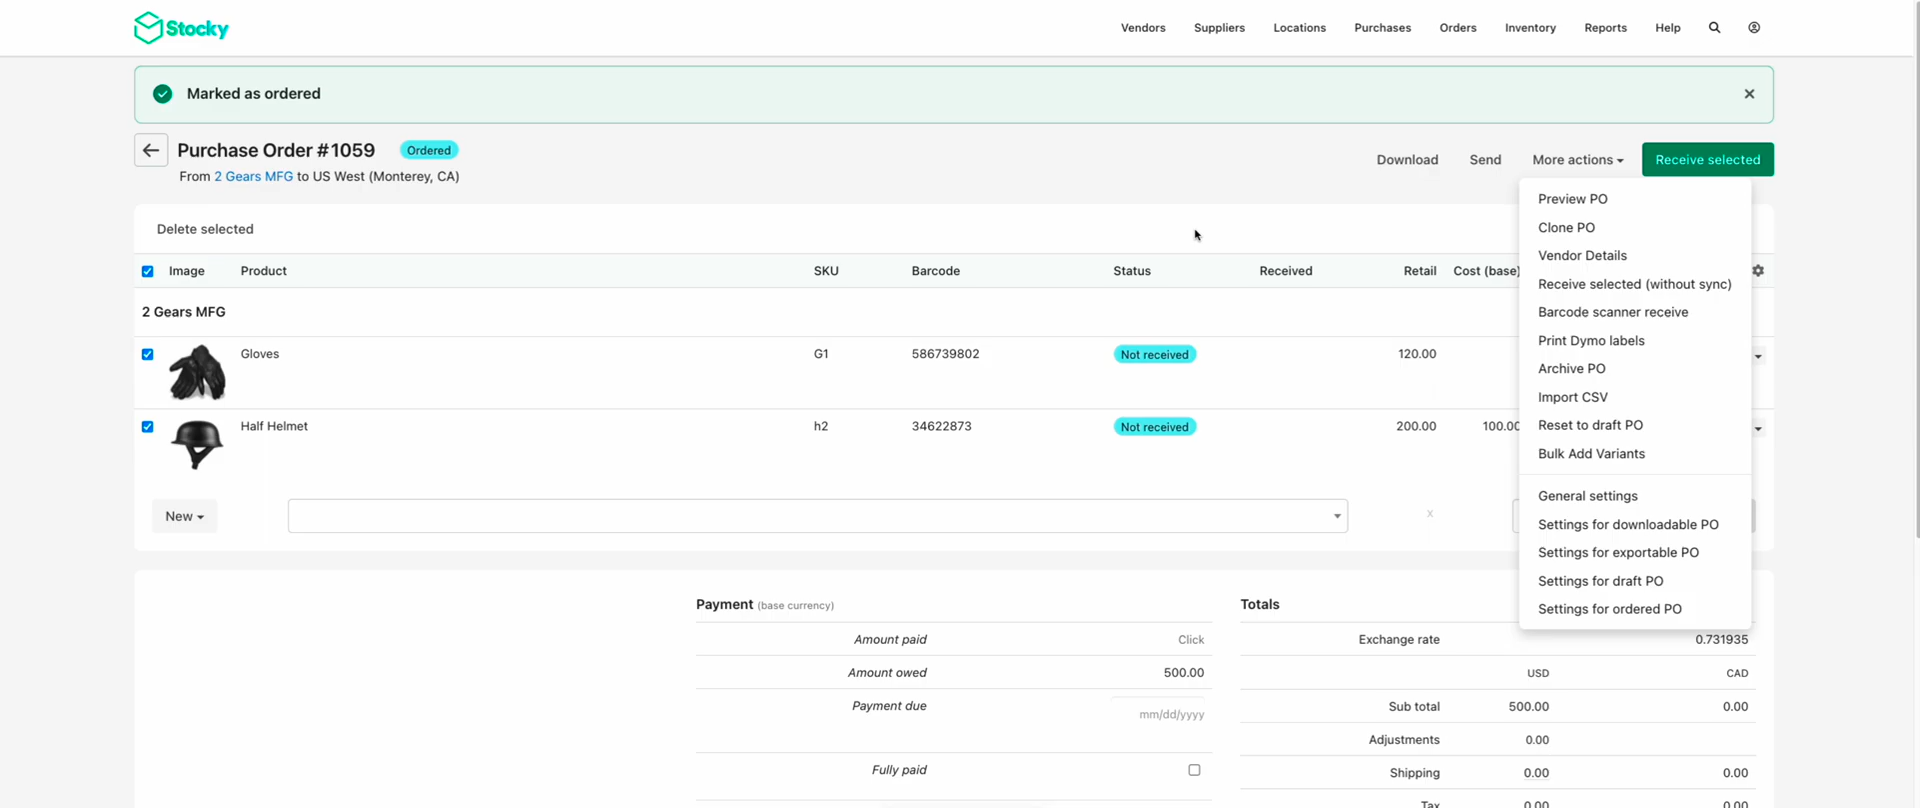 Stocky
Vendors Suppliers Locations Purchases Orders Inventory Reports Help
Marked as ordered
Purchase Order #1059 Ordered
From 2 Gears MFG to US West (Monterey, CA)
Download Send More actions Receive selected
Preview PO
Clone PO
Vendor Details
Receive selected (without sync)
Barcode scanner receive
Print Dymo labels
Archive PO
Import CSV
Reset to draft PO
Bulk Add Variants
General settings
Settings for downloadable PO
Settings for exportable PO
Settings for draft PO
Settings for ordered PO
Delete selected
Image Product SKU Barcode Status Received Retail Cost (base)
2 Gears MFG
Gloves G1 586739802 Not received 120.00
Half Helmet h2 34622873 Not received 200.00 100.00
New x
Payment (base currency)
Amount paid Click
Amount owed 500.00
Payment due mm/dd/yyyy
Fully paid
Totals
Exchange rate 0.731935
USD CAD
Sub total 500.00 0.00
Adjustments 0.00
Shipping 0.00 0.00
Tax 0.00 0.00